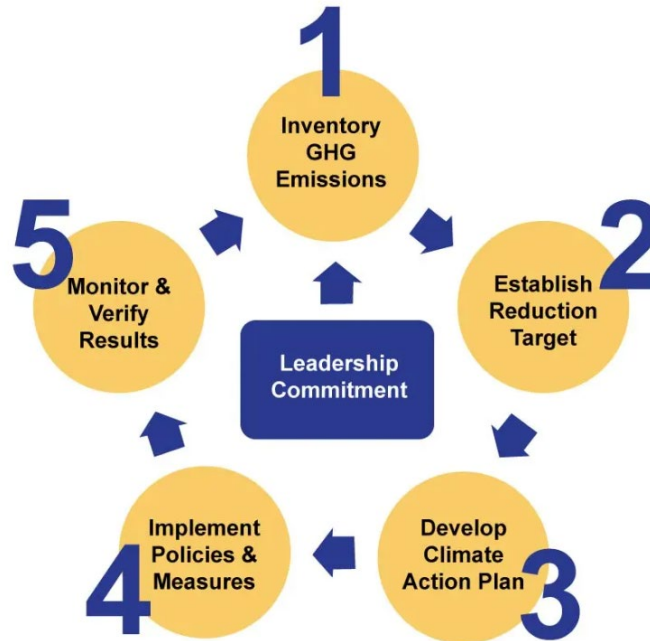 1
Inventory
GHG
Emissions
2
Establish
Reduction
Target
3
Develop
Climate
Action Plan
4
Implement
Policies &
Measures
5
Monitor &
Verify
Results
Leadership
Commitment